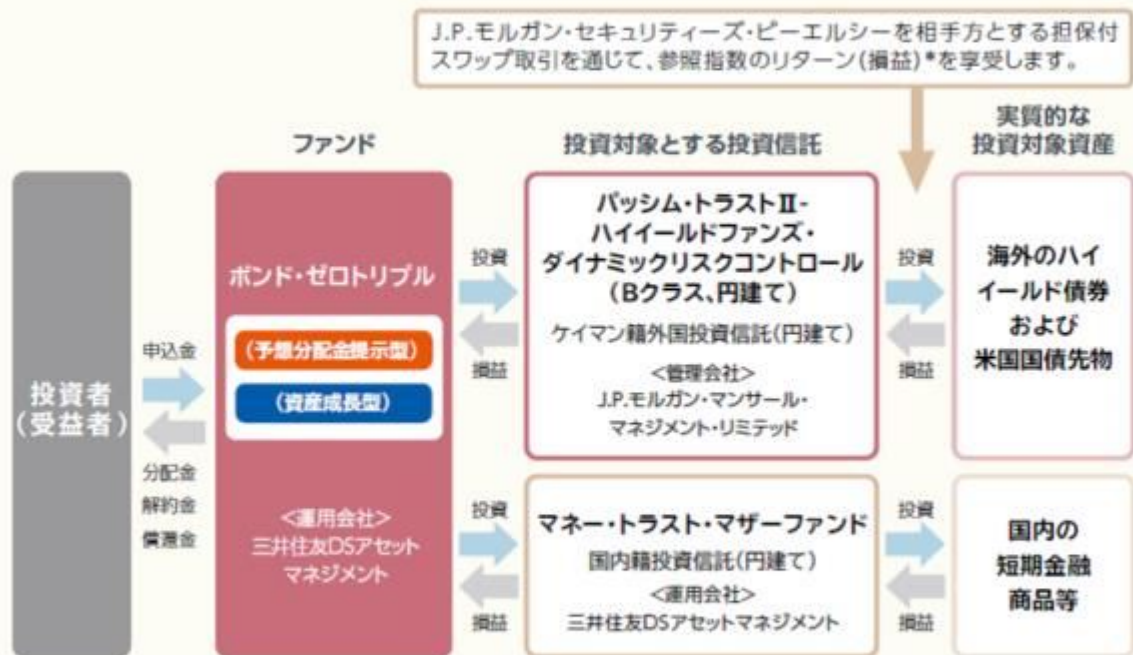 J.P.モルガン・セキュリティーズ・ピーエルシーを相手方とする担保付
スワップ取引を通じて、参照指数のリターン(損益)*を享受します。
ファンド
投資対象とする投資信託
実質的な
投資対象資産
投資者
(受益者)
申込金
分配金
解約金
償還金
ボンド・ゼロトリプル
(予想分配金提示型)
(資産成長型)
<運用会社>
三井住友DSアセット
マネジメント
投資
損益
パッシム・トラストⅡ-
ハイイールドファンズ・
ダイナミックリスクコントロール
(Bクラス、円建て)
ケイマン籍外国投資信託(円建て)
<管理会社>
J.P.モルガン・マンサール・
マネジメント・リミテッド
投資
損益
海外のハイ
イールド債券
および
米国国債先物
投資
損益
マネー・トラスト・マザーファンド
国内籍投資信託(円建て)
<運用会社>
三井住友DSアセットマネジメント
投資
損益
国内の
短期金融
商品等